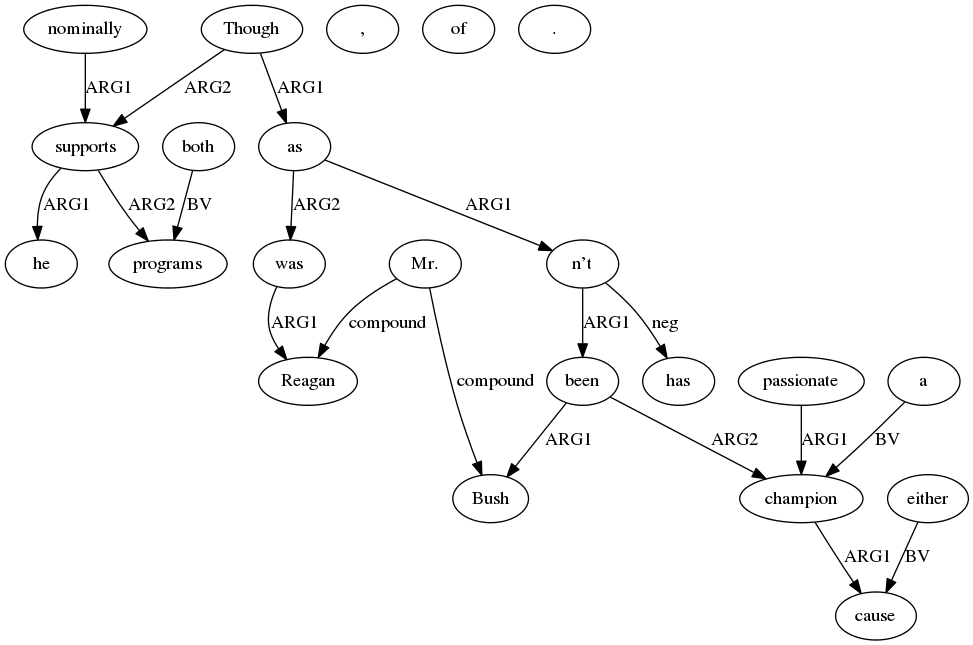 nominally Though , of .
ARG1 ARG2 ARG1
supports both as
ARG1 ARG2 BV ARG2 ARG1
he programs was Mr. n’t
ARG1 compound ARG1 neg
Reagan compound been has passionate a
ARG1 ARG2 ARG1 BV
Bush champion either
ARG1 BV
cause